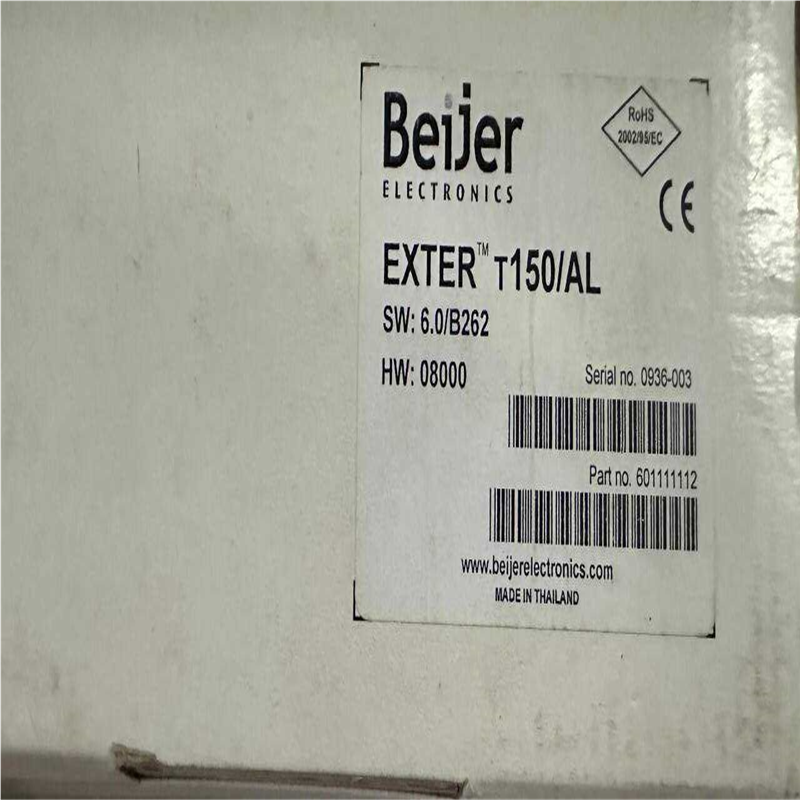 Beijer
ELECTRONICS
RoHS
2002/95/EC
CE
EXTER™ T150/AL
SW: 6.0/B262
HW: 08000
Serial no. 0936-003
Part no. 601111112
www.beijerelectronics.com
MADE IN THAILAND